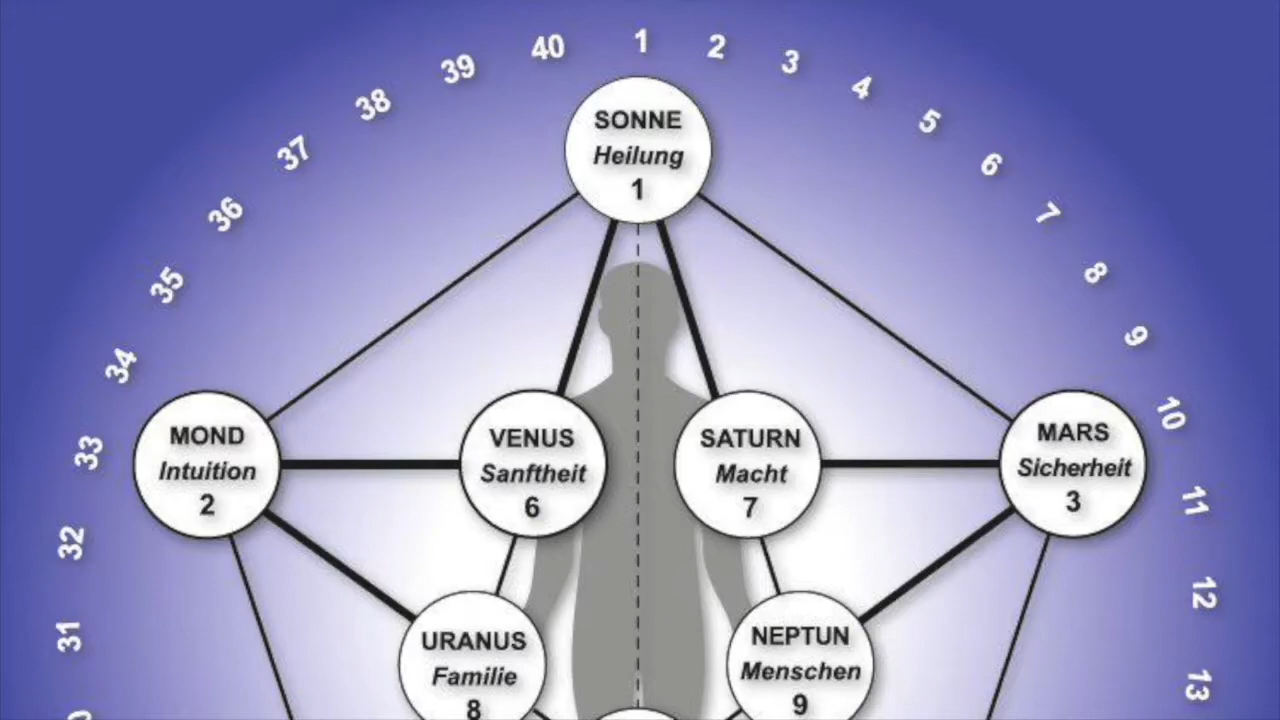 40
1
2
39
3
38
4
5
37
6
36
7
35
8
34
9
33
10
32
11
31
12
13
SONNE
Heilung
1
MOND
Intuition
2
VENUS
Sanftheit
6
SATURN
Macht
7
MARS
Sicherheit
3
URANUS
Familie
8
NEPTUN
Menschen
9